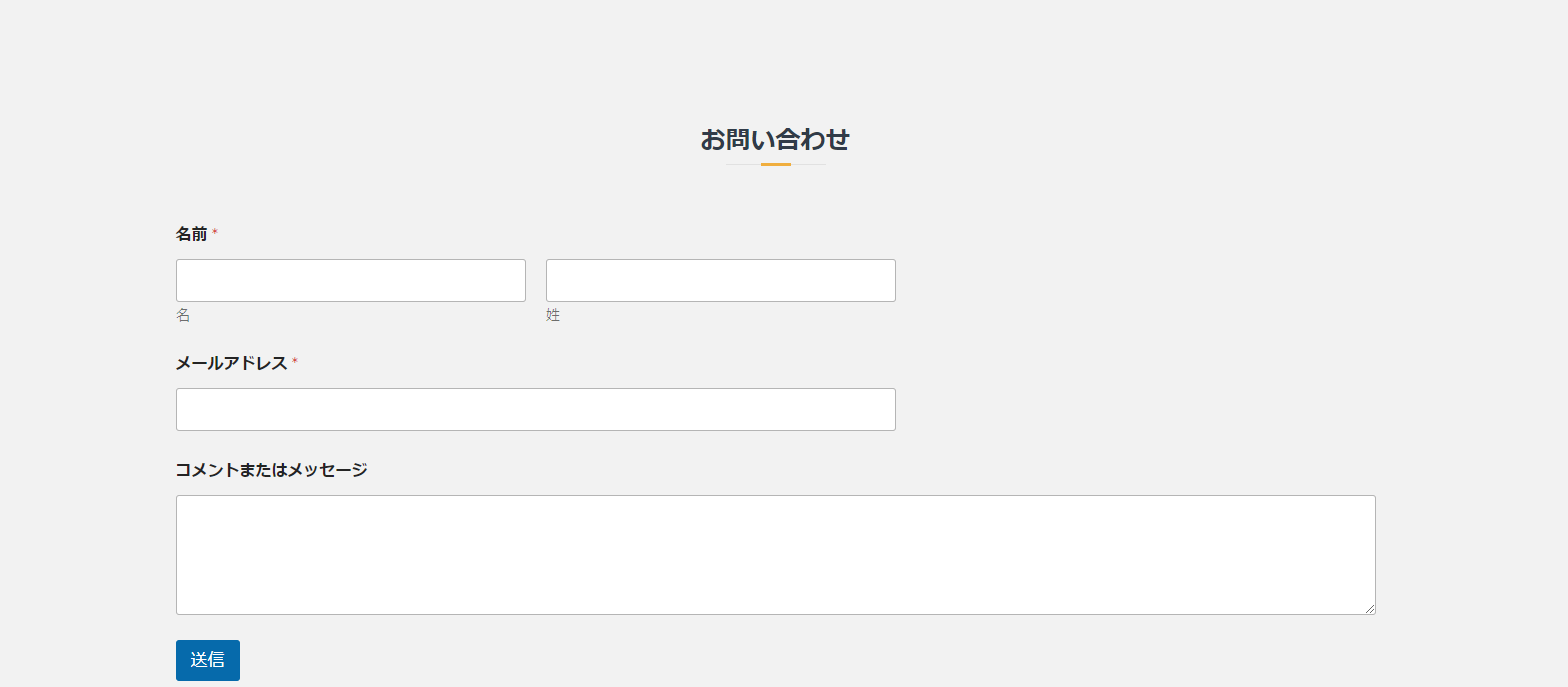 お問い合わせ
名前 *
名 姓
メールアドレス *
コメントまたはメッセージ
送信